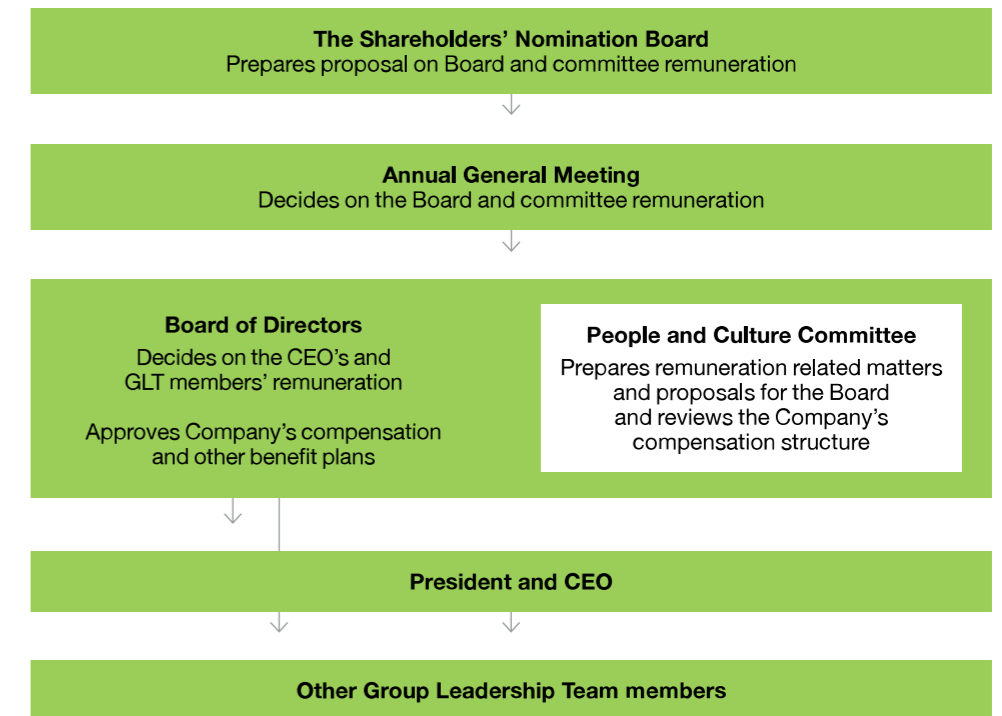 The Shareholders’ Nomination Board
Prepares proposal on Board and committee remuneration
Annual General Meeting
Decides on the Board and committee remuneration
Board of Directors
Decides on the CEO’s and
GLT members’ remuneration
Approves Company’s compensation
and other benefit plans
People and Culture Committee
Prepares remuneration related matters
and proposals for the Board
and reviews the Company’s
compensation structure
President and CEO
Other Group Leadership Team members